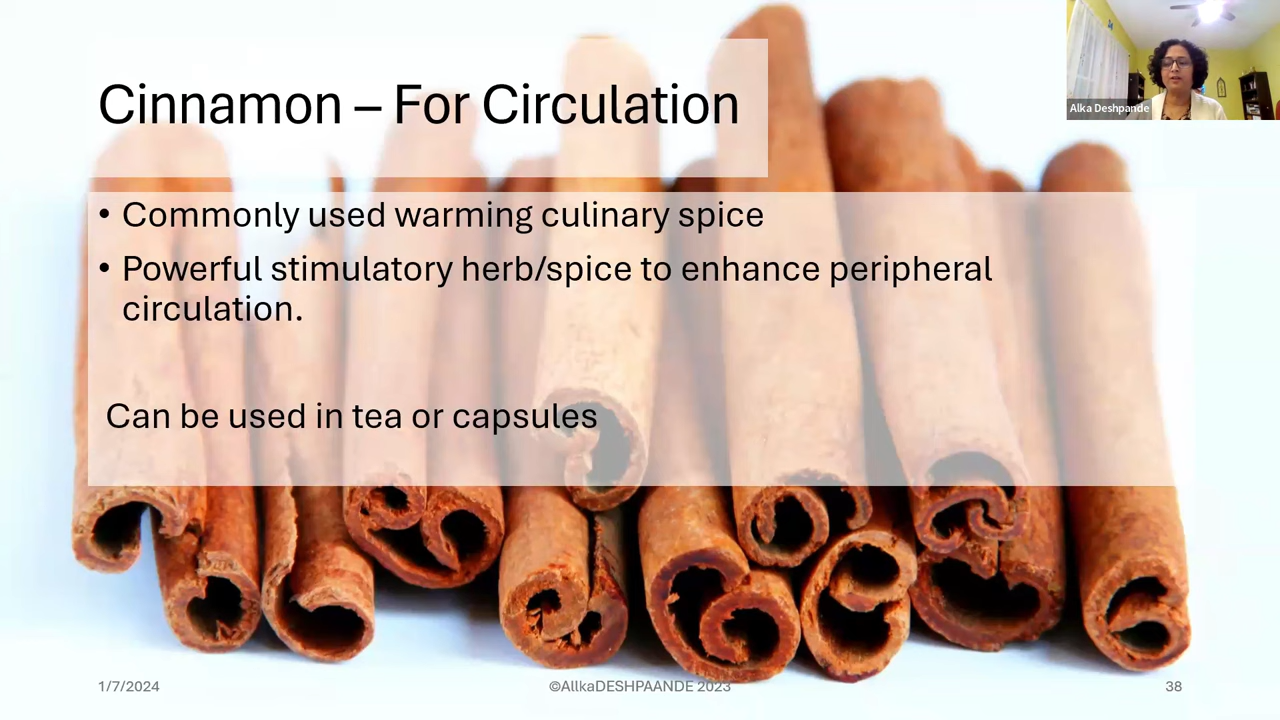 Cinnamon – For Circulation
Alka Deshpande
• Commonly used warming culinary spice
• Powerful stimulatory herb/spice to enhance peripheral
circulation.
Can be used in tea or capsules
1/7/2024
©AllkaDESHPAANDE 2023
38